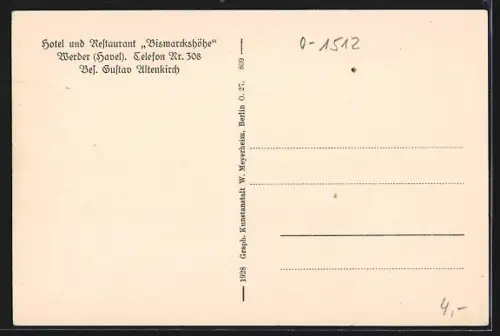 Hotel und Restaurant „Bismarckshöhe“
Werder (Havel). Telefon Nr. 308
Bes. Gustav Altenkirch
0-1512
1928 Graph. Kunstanstalt W. Meyerheim, Berlin O. 27. 809
4,-